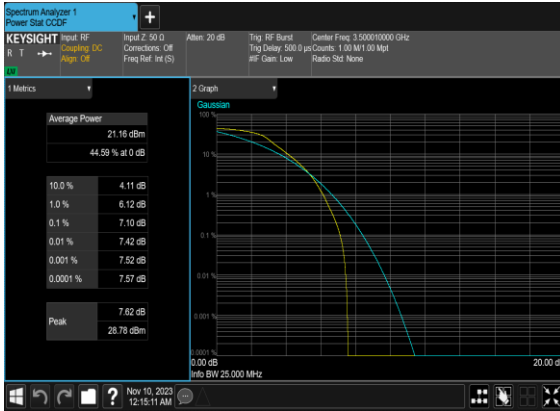 Spectrum Analyzer 1
Power Stat CCDF
+
KEYSIGHT
R T
Input: RF
Coupling: DC
Align: Off
Input Z: 50 Ω
Corrections: Off
Freq Ref: Int (S)
Atten: 20 dB
Trig: RF Burst
Trig Delay: 500.0 µs
#IF Gain: Low
Center Freq: 3.500010000 GHz
Counts: 1.00 M/1.00 Mpt
Radio Std: None
1 Metrics
Average Power
21.16 dBm
44.59 % at 0 dB
10.0 % 4.11 dB
1.0 % 6.12 dB
0.1 % 7.10 dB
0.01 % 7.42 dB
0.001 % 7.52 dB
0.0001 % 7.57 dB
Peak
7.62 dB
28.78 dBm
2 Graph
Gaussian
100 %
10 %
1 %
0.1 %
0.01 %
0.001 %
0.0001 %
0.00 dB
20.00 d
Info BW 25.000 MHz
?
Nov 10, 2023
12:15:11 AM